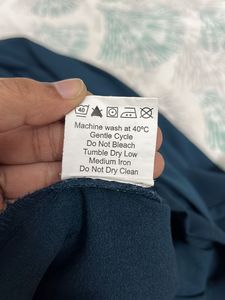 40
Machine wash at 40ºC
Gentle Cycle
Do Not Bleach
Tumble Dry Low
Medium Iron
Do Not Dry Clean